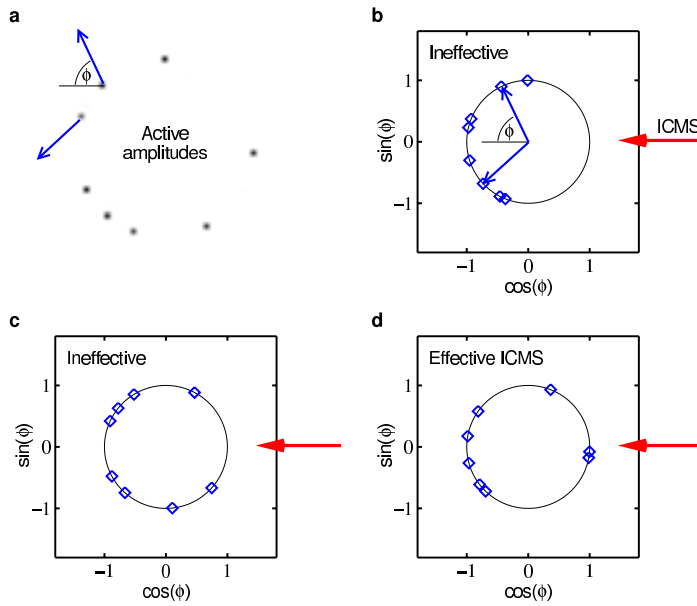 a
ϕ
Active
amplitudes
b
Ineffective
ϕ
ICMS
sin(ϕ)
1
0
−1
−1 0 1
cos(ϕ)
c
Ineffective
sin(ϕ)
1
0
−1
−1 0 1
cos(ϕ)
d
Effective ICMS
sin(ϕ)
1
0
−1
−1 0 1
cos(ϕ)